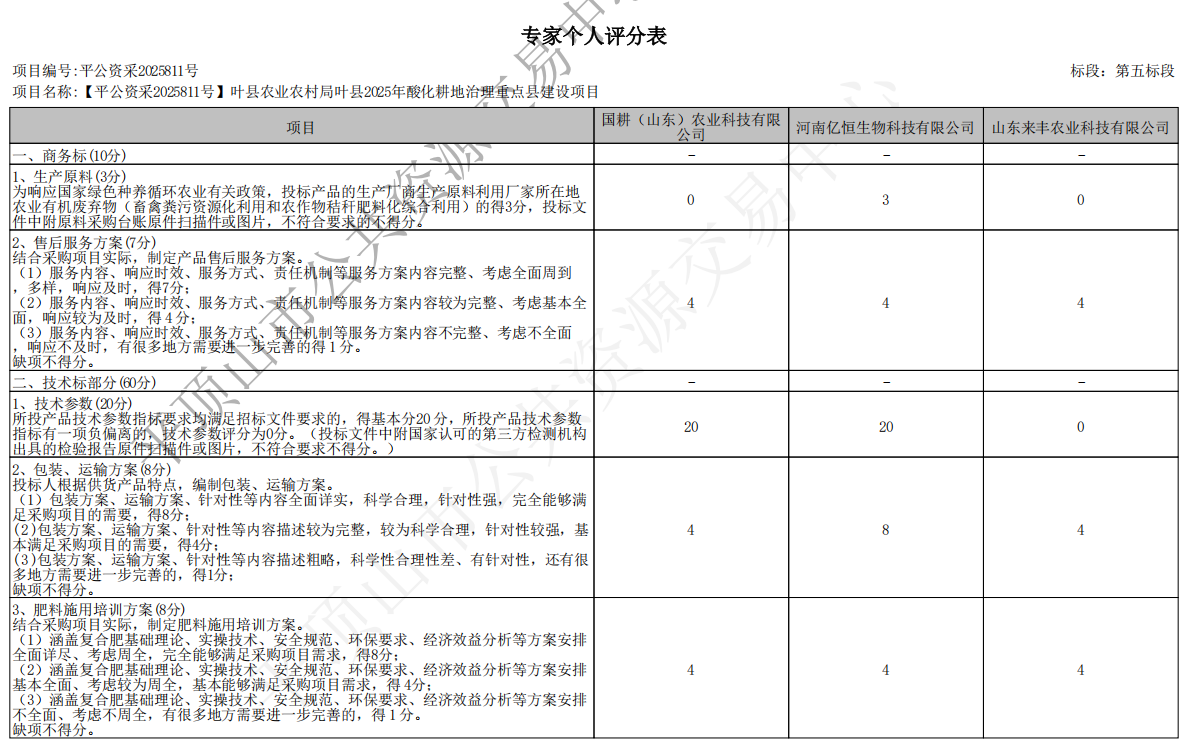 专家个人评分表
项目编号:平公资采2025811号
标段：第五标段
项目名称:【平公资采2025811号】叶县农业农村局叶县2025年酸化耕地治理重点县建设项目
项目
国耕（山东）农业科技有限
公司
河南亿恒生物科技有限公司
山东来丰农业科技有限公司
一、商务标(10分)
–
–
–
1、生产原料(3分)
为响应国家绿色种养循环农业有关政策，投标产品的生产厂商生产原料利用厂家所在地
农业有机废弃物（畜禽粪污资源化利用和农作物秸秆肥料化综合利用）的得3分，投标文
件中附原料采购台账原件扫描件或图片，不符合要求的不得分。
0
3
0
2、售后服务方案(7分)
结合采购项目实际，制定产品售后服务方案。
（1）服务内容、响应时效、服务方式、责任机制等服务方案内容完整、考虑全面周到
，多样，响应及时，得7分；
（2）服务内容、响应时效、服务方式、责任机制等服务方案内容较为完整、考虑基本全
面，响应较为及时，得 4 分；
（3）服务内容、响应时效、服务方式、责任机制等服务方案内容不完整、考虑不全面
，响应不及时，有很多地方需要进一步完善的得 1 分。
缺项不得分。
4
4
4
二、技术标部分(60分)
–
–
–
1、技术参数(20分)
所投产品技术参数指标要求均满足招标文件要求的，得基本分20 分，所投产品技术参数
指标有一项负偏离的，技术参数评分为0分。（投标文件中附国家认可的第三方检测机构
出具的检验报告原件扫描件或图片，不符合要求不得分。）
20
20
0
2、包装、运输方案(8分)
投标人根据供货产品特点，编制包装、运输方案。
（1）包装方案、运输方案、针对性等内容全面详实，科学合理，针对性强，完全能够满
足采购项目的需要，得8分；
(2)包装方案、运输方案、针对性等内容描述较为完整，较为科学合理，针对性较强，基
本满足采购项目的需要，得4分；
(3)包装方案、运输方案、针对性等内容描述粗略，科学性合理性差、有针对性，还有很
多地方需要进一步完善的，得1分；
缺项不得分。
4
8
4
3、肥料施用培训方案(8分)
结合采购项目实际，制定肥料施用培训方案。
（1）涵盖复合肥基础理论、实操技术、安全规范、环保要求、经济效益分析等方案安排
全面详尽、考虑周全，完全能够满足采购项目需求，得8分；
（2）涵盖复合肥基础理论、实操技术、安全规范、环保要求、经济效益分析等方案安排
基本全面、考虑较为周全，基本能够满足采购项目需求，得 4分；
（3）涵盖复合肥基础理论、实操技术、安全规范、环保要求、经济效益分析等方案安排
不全面、考虑不周全，有很多地方需要进一步完善的，得 1 分。
缺项不得分。
4
4
4
平顶山市公共资源交易中心
平顶山市公共资源交易中心